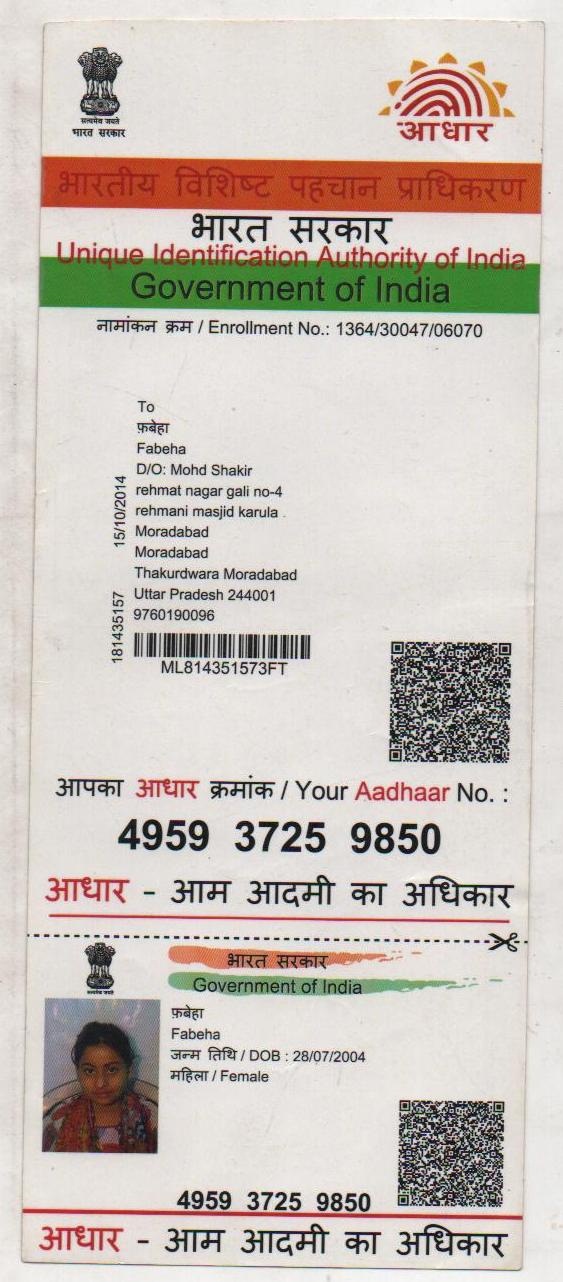 सत्यमेव जयते
भारत सरकार
आधार
भारतीय विशिष्ट पहचान प्राधिकरण
भारत सरकार
Unique Identification Authority of India
Government of India
नामांकन क्रम / Enrollment No.: 1364/30047/06070
To
फ़बेहा
Fabeha
D/O: Mohd Shakir
rehmat nagar gali no-4
rehmani masjid karula
Moradabad
Moradabad
Thakurdwara Moradabad
Uttar Pradesh 244001
9760190096
181435157 15/10/2014
ML814351573FT
आपका आधार क्रमांक / Your Aadhaar No. :
4959 3725 9850
आधार - आम आदमी का अधिकार
सत्यमेव जयते
भारत सरकार
Government of India
फ़बेहा
Fabeha
जन्म तिथि / DOB : 28/07/2004
महिला / Female
4959 3725 9850
आधार - आम आदमी का अधिकार